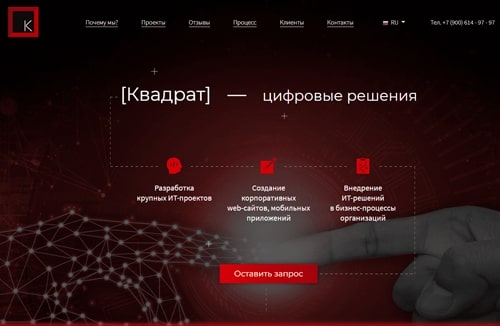 K
Почему мы?
Проекты
Отзывы
Процесс
Клиенты
Контакты
RU
Тел. +7 (900) 614 - 97 - 97
[Квадрат] — цифровые решения
Разработка
крупных ИТ-проектов
Создание
корпоративных
web-сайтов, мобильных
приложений
Внедрение
ИТ-решений
в бизнес-процессы
организаций
Оставить запрос